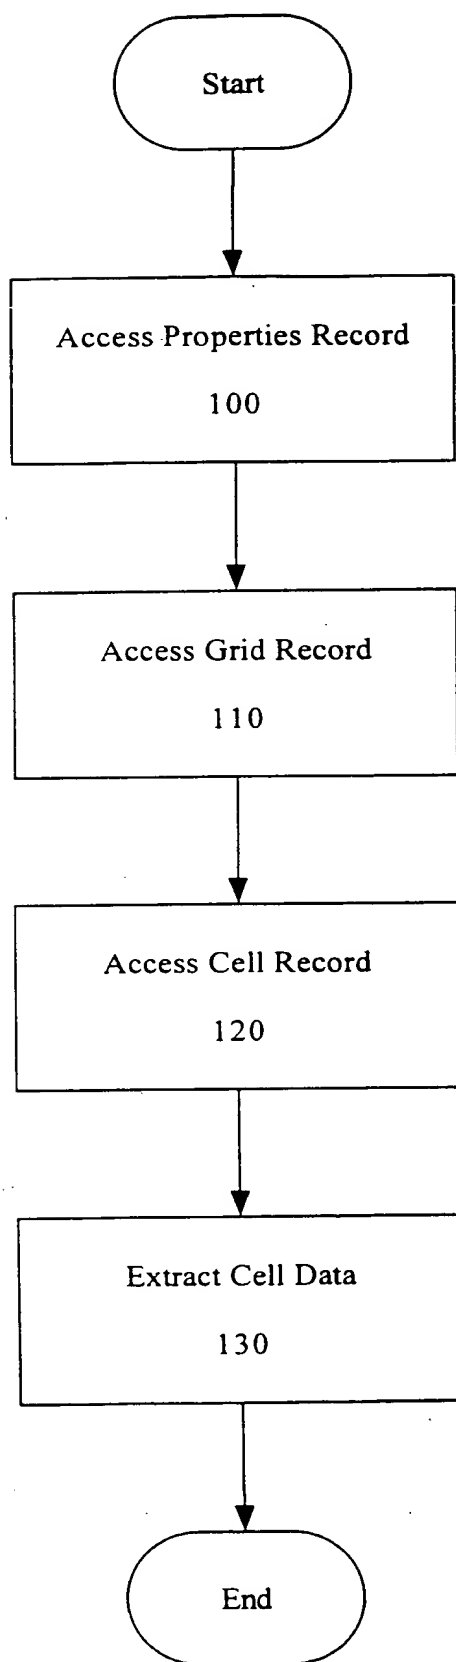 Start
Access Properties Record
100
Access Grid Record
110
Access Cell Record
120
Extract Cell Data
130
End